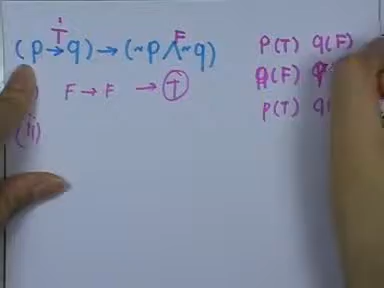 T F
(p→q)→(~p∧~q)
F→F → T
(ii)
P(T) q(F)
P(F) q
P(T) q(